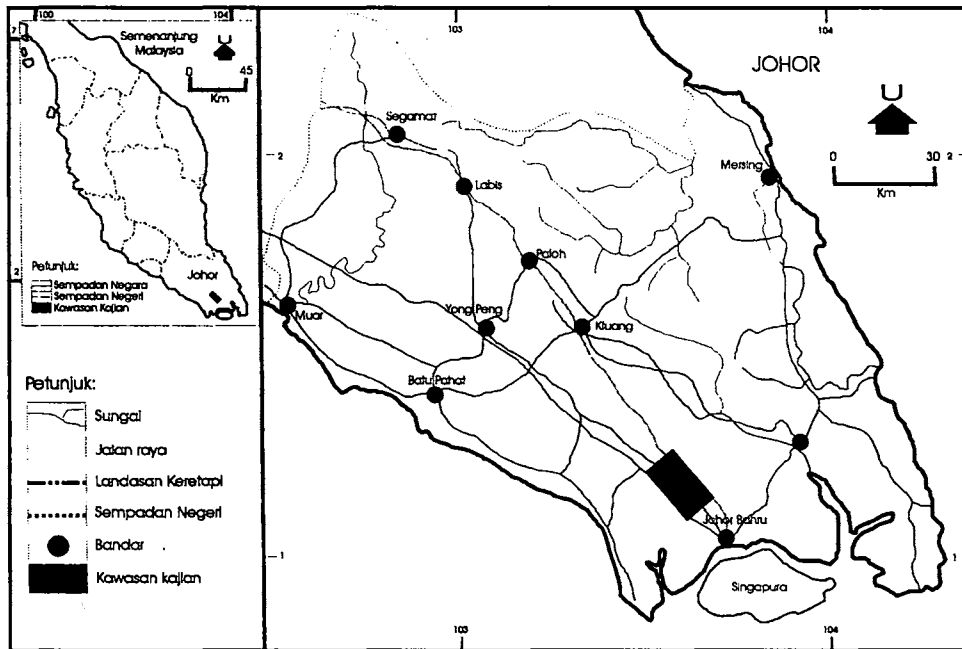 100
104
7
Semenanjung
Malaysia
U
0 45
Km
2
Johor
Petunjuk:
Sempadan Negara
Sempadan Negeri
Kawasan Kajian
Petunjuk:
Sungai
Jalan raya
Landasan Keretapi
Sempadan Negeri
Bandar
Kawasan kajian
103
104
JOHOR
U
0 30
Km
2
2
Segamat
Mersing
Labis
Paloh
Yong Peng
Kluang
Muar
Batu Pahat
Johor Bahru
Singapura
1
1
103
104